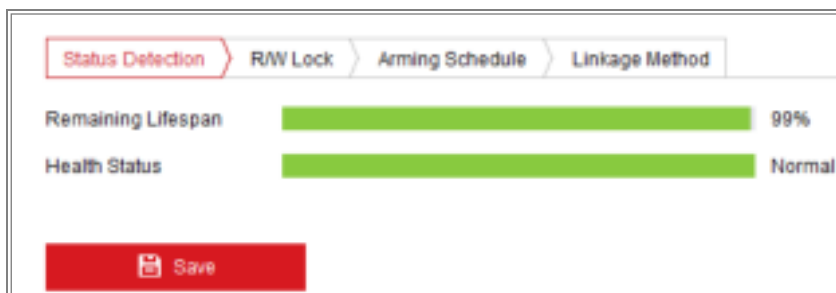 Status Detection R/W Lock Arming Schedule Linkage Method
Remaining Lifespan 99%
Health Status Normal
Save